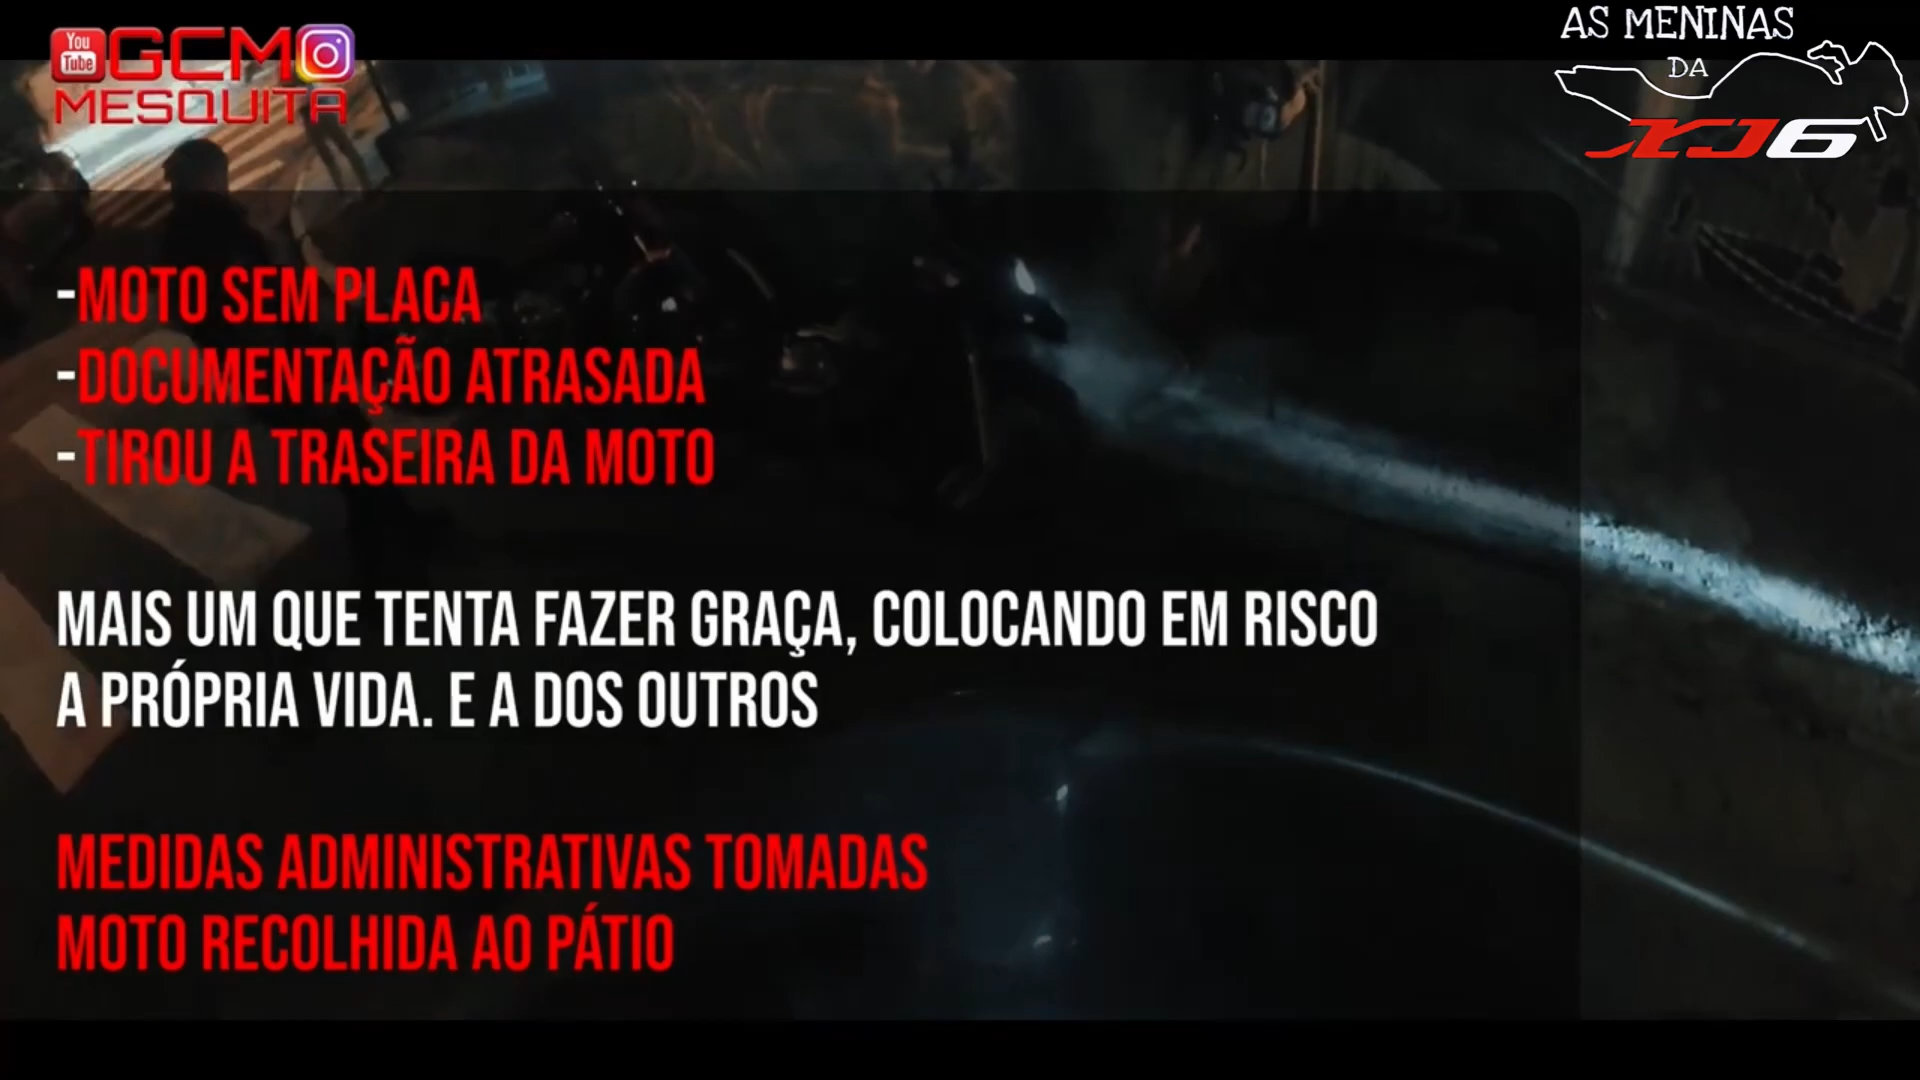 You
Tube
GCM
MESQUITA
AS MENINAS
DA
XJ6
-MOTO SEM PLACA
-DOCUMENTAÇÃO ATRASADA
-TIROU A TRASEIRA DA MOTO
MAIS UM QUE TENTA FAZER GRAÇA, COLOCANDO EM RISCO
A PRÓPRIA VIDA. E A DOS OUTROS
MEDIDAS ADMINISTRATIVAS TOMADAS
MOTO RECOLHIDA AO PÁTIO